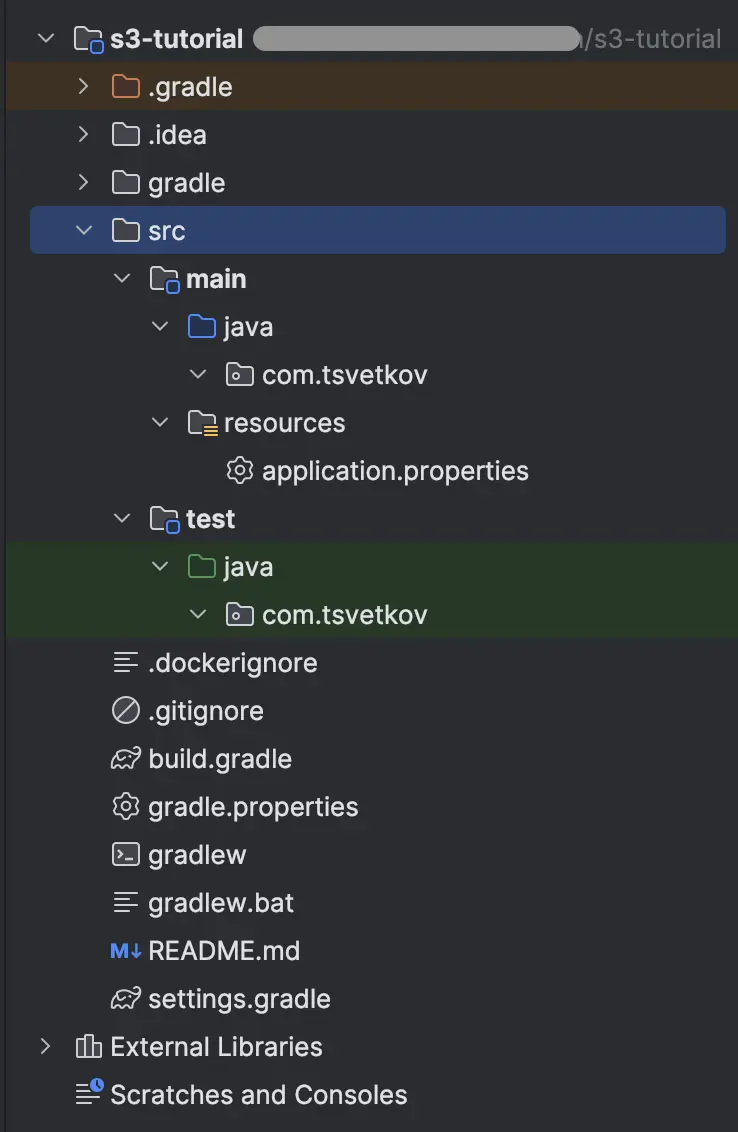 s3-tutorial /s3-tutorial
.gradle
.idea
gradle
src
main
java
com.tsvetkov
resources
application.properties
test
java
com.tsvetkov
.dockerignore
.gitignore
build.gradle
gradle.properties
gradlew
gradlew.bat
M↓ README.md
settings.gradle
External Libraries
Scratches and Consoles